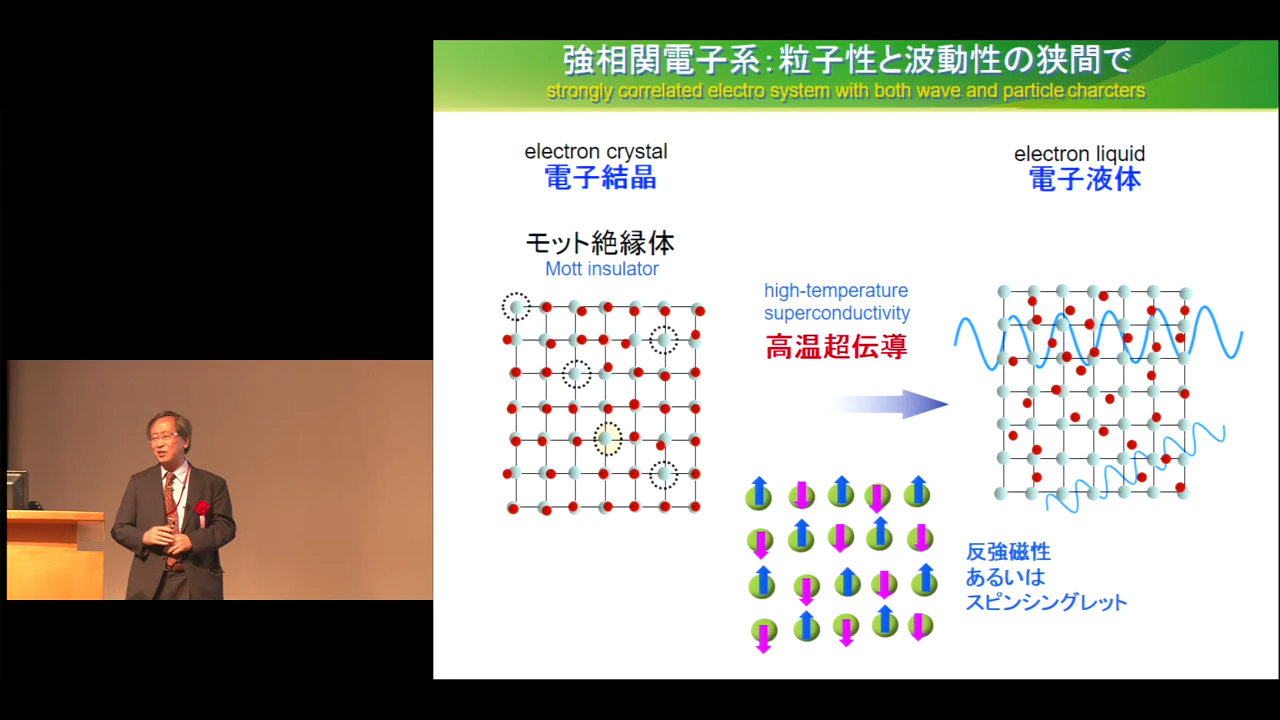 強相関電子系：粒子性と波動性の狭間で
strongly correlated electro system with both wave and particle charcters
electron crystal
電子結晶
electron liquid
電子液体
モット絶縁体
Mott insulator
high-temperature
superconductivity
高温超伝導
反強磁性
あるいは
スピンシングレット